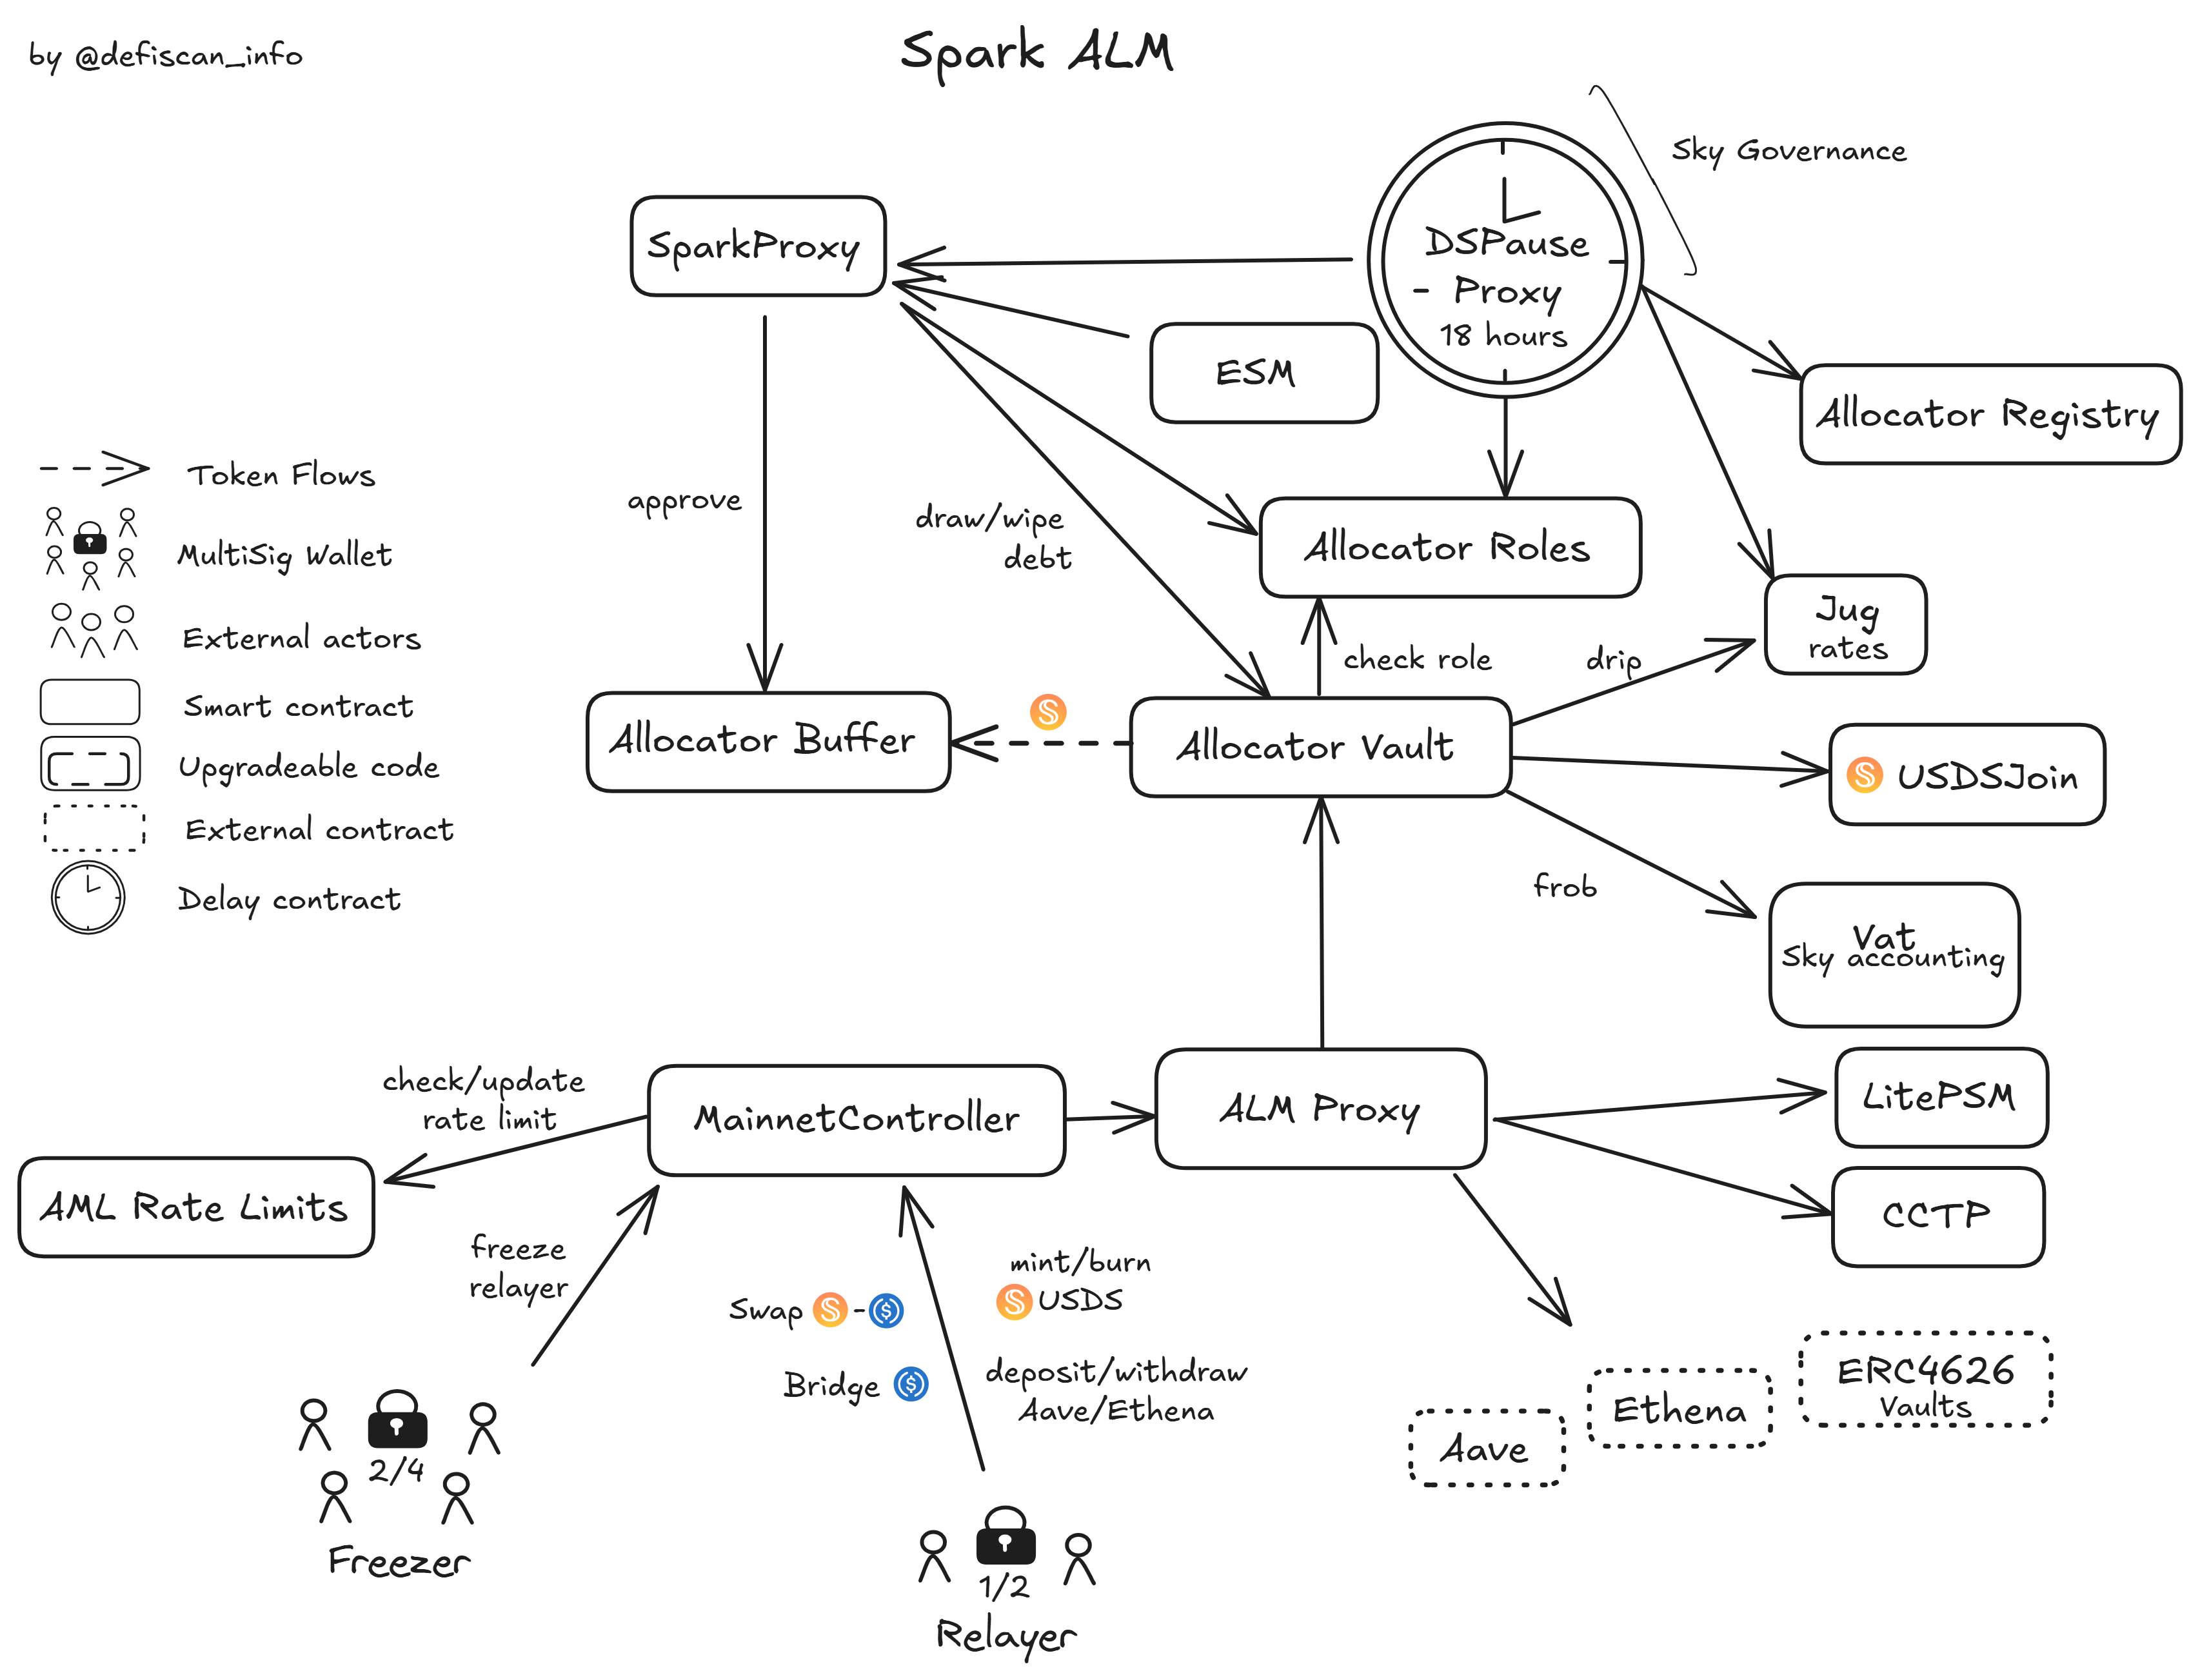 by @defiscan_info
Spark ALM
Sky Governance
SparkProxy
DSPause
Proxy
18 hours
ESM
Allocator Registry
Token Flows
MultiSig Wallet
External actors
Smart contract
Upgradeable code
External contract
Delay contract
approve
draw/wipe
debt
Allocator Roles
Jug
rates
check role
drip
Allocator Buffer
Allocator Vault
USDSJoin
frob
Vat
Sky accounting
check/update
rate limit
MainnetController
ALM Proxy
LitePSM
AML Rate Limits
CCTP
freeze
relayer
mint/burn
USDS
Swap -
Bridge
deposit/withdraw
Aave/Ethena
ERC4626
Vaults
Ethena
Aave
2/4
Freezer
1/2
Relayer